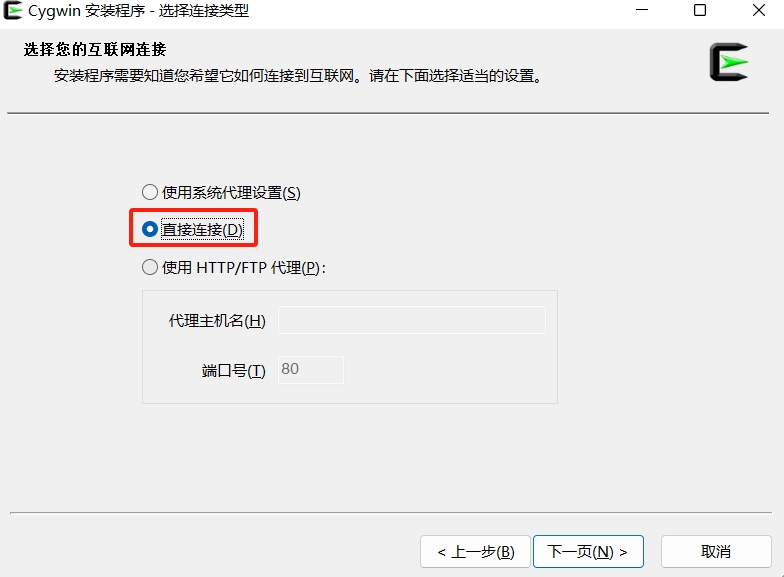 Cygwin 安装程序 - 选择连接类型
选择您的互联网连接
安装程序需要知道您希望它如何连接到互联网。请在下面选择适当的设置。
使用系统代理设置(S)
直接连接(D)
使用 HTTP/FTP 代理(P):
代理主机名(H)
端口号(T) 80
< 上一步(B) 下一页(N) > 取消